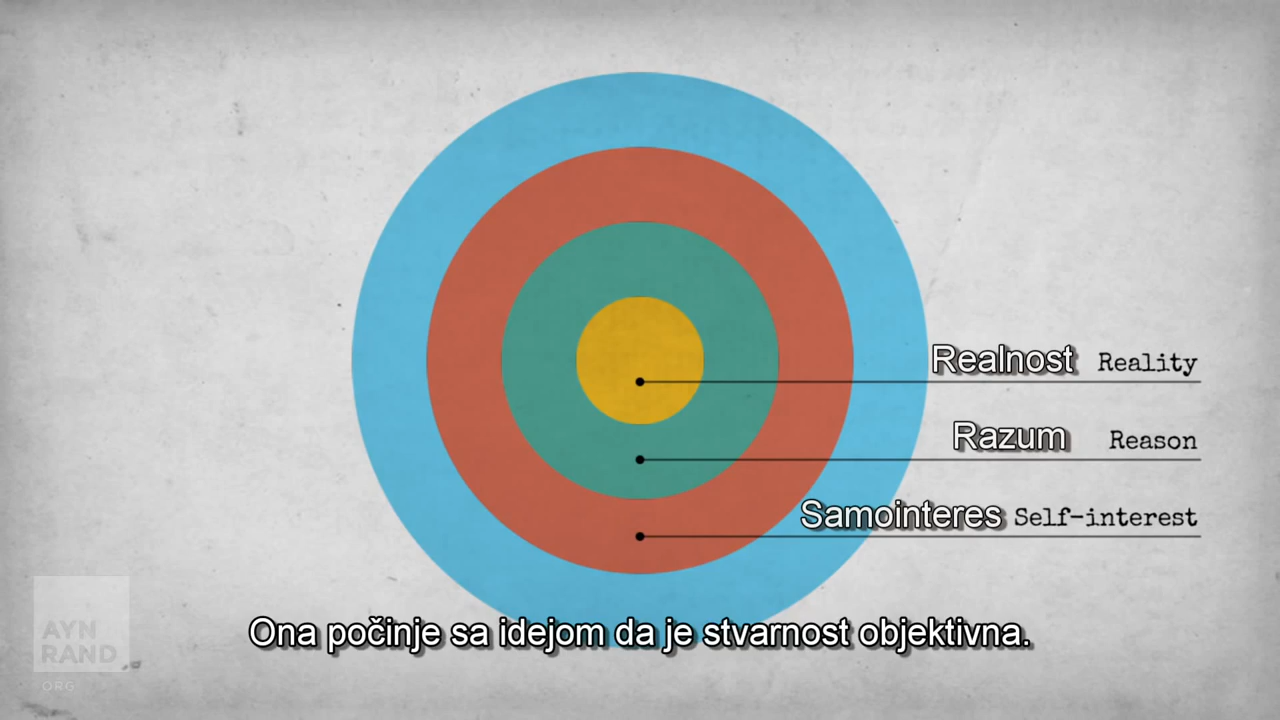 Realnost Reality
Razum Reason
Samointeres Self-interest
Ona počinje sa idejom da je stvarnost objektivna.
AYN
RAND
ORG